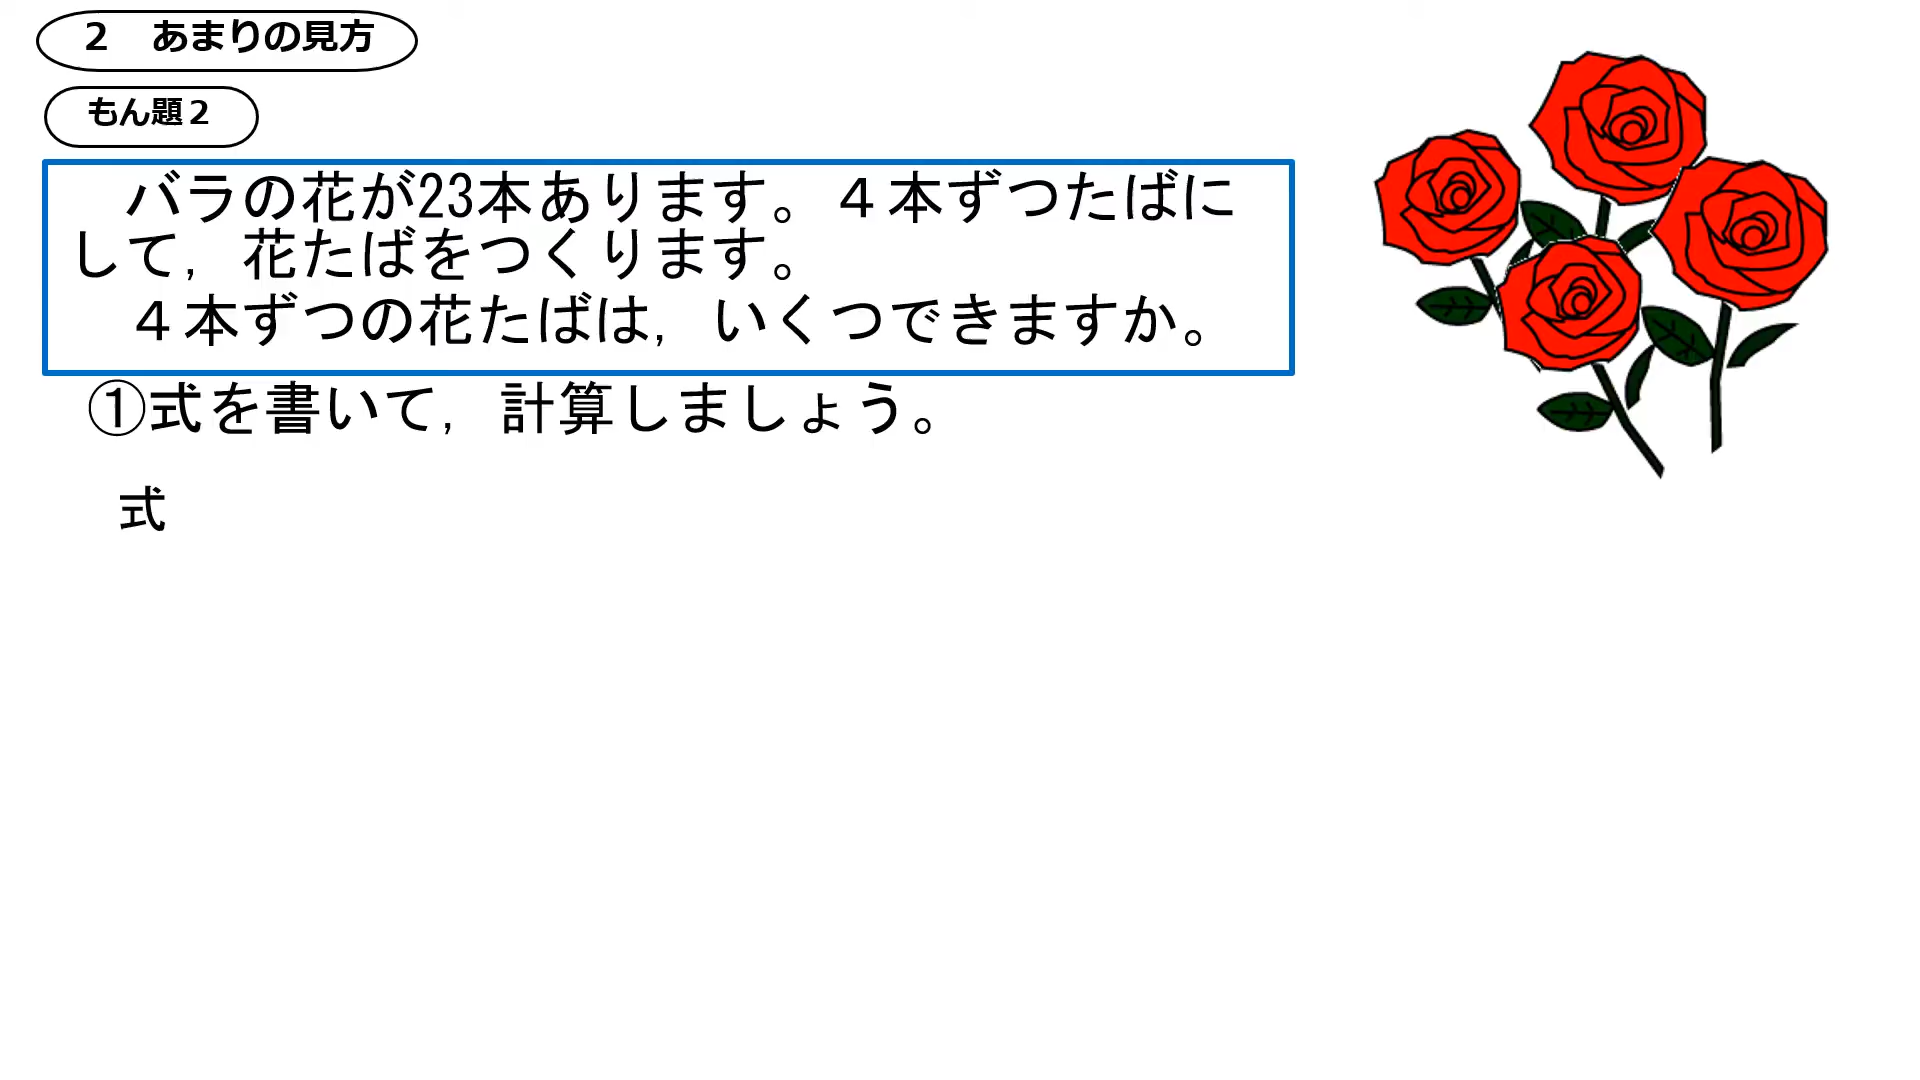 ２　あまりの見方
もん題２
バラの花が23本あります。４本ずつたばに
して，花たばをつくります。
４本ずつの花たばは，いくつできますか。
①式を書いて，計算しましょう。
式